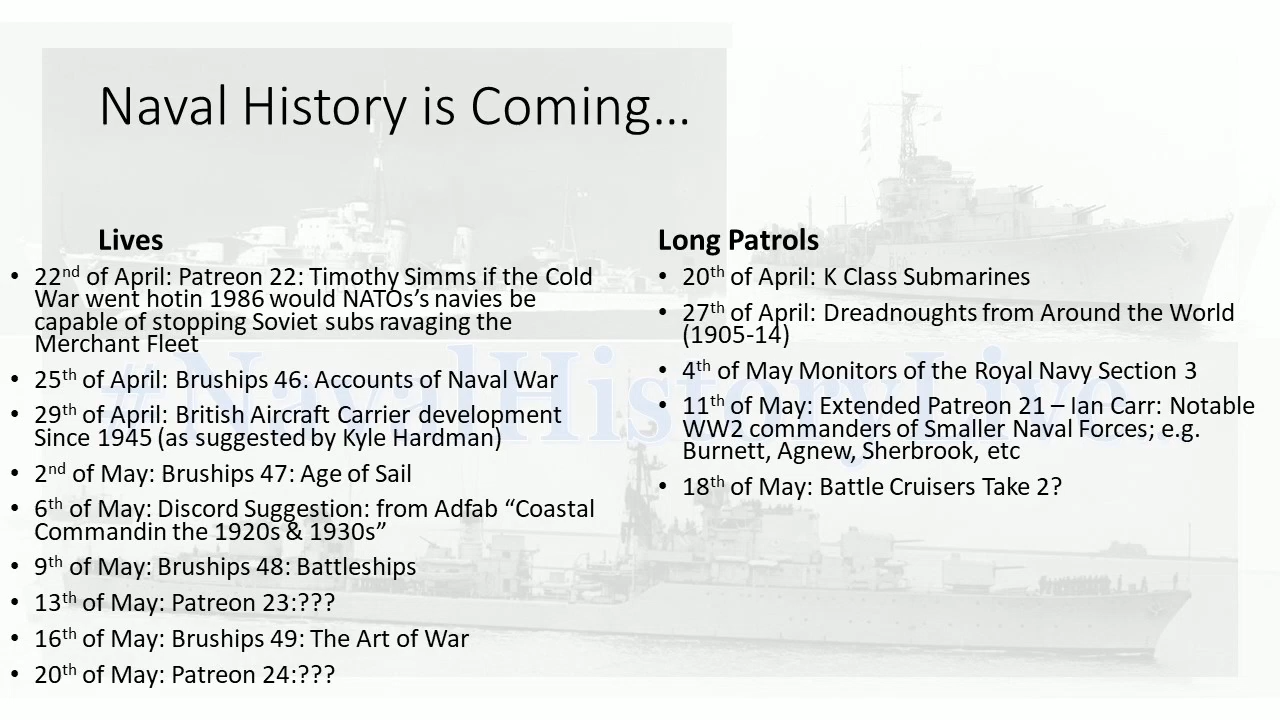 Naval History is Coming...
Lives
• 22nd of April: Patreon 22: Timothy Simms if the Cold
War went hotin 1986 would NATOs’s navies be
capable of stopping Soviet subs ravaging the
Merchant Fleet
• 25th of April: Bruships 46: Accounts of Naval War
• 29th of April: British Aircraft Carrier development
Since 1945 (as suggested by Kyle Hardman)
• 2nd of May: Bruships 47: Age of Sail
• 6th of May: Discord Suggestion: from Adfab “Coastal
Commandin the 1920s & 1930s”
• 9th of May: Bruships 48: Battleships
• 13th of May: Patreon 23:???
• 16th of May: Bruships 49: The Art of War
• 20th of May: Patreon 24:???
Long Patrols
• 20th of April: K Class Submarines
• 27th of April: Dreadnoughts from Around the World
(1905-14)
• 4th of May Monitors of the Royal Navy Section 3
• 11th of May: Extended Patreon 21 – Ian Carr: Notable
WW2 commanders of Smaller Naval Forces; e.g.
Burnett, Agnew, Sherbrook, etc
• 18th of May: Battle Cruisers Take 2?
#NavalHistoryLive